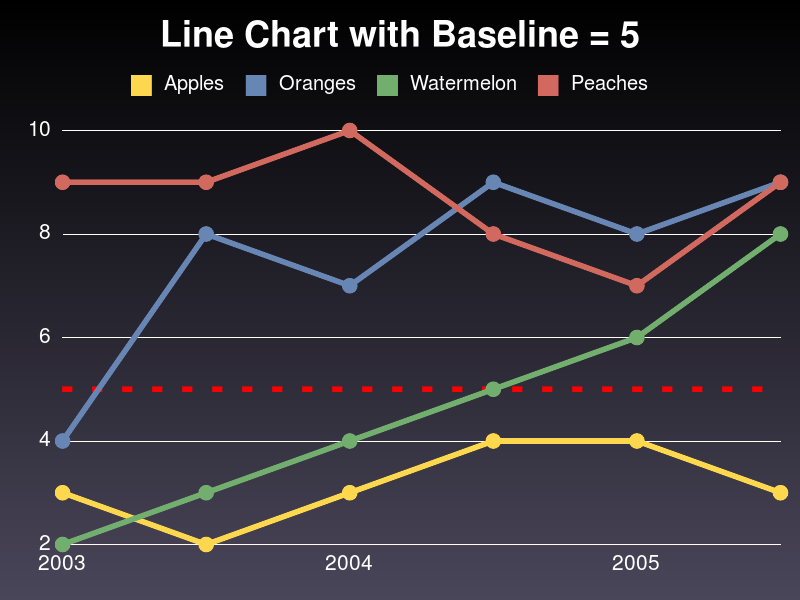 Line Chart with Baseline = 5
Apples Oranges Watermelon Peaches
10
8
6
4
2
2003 2004 2005